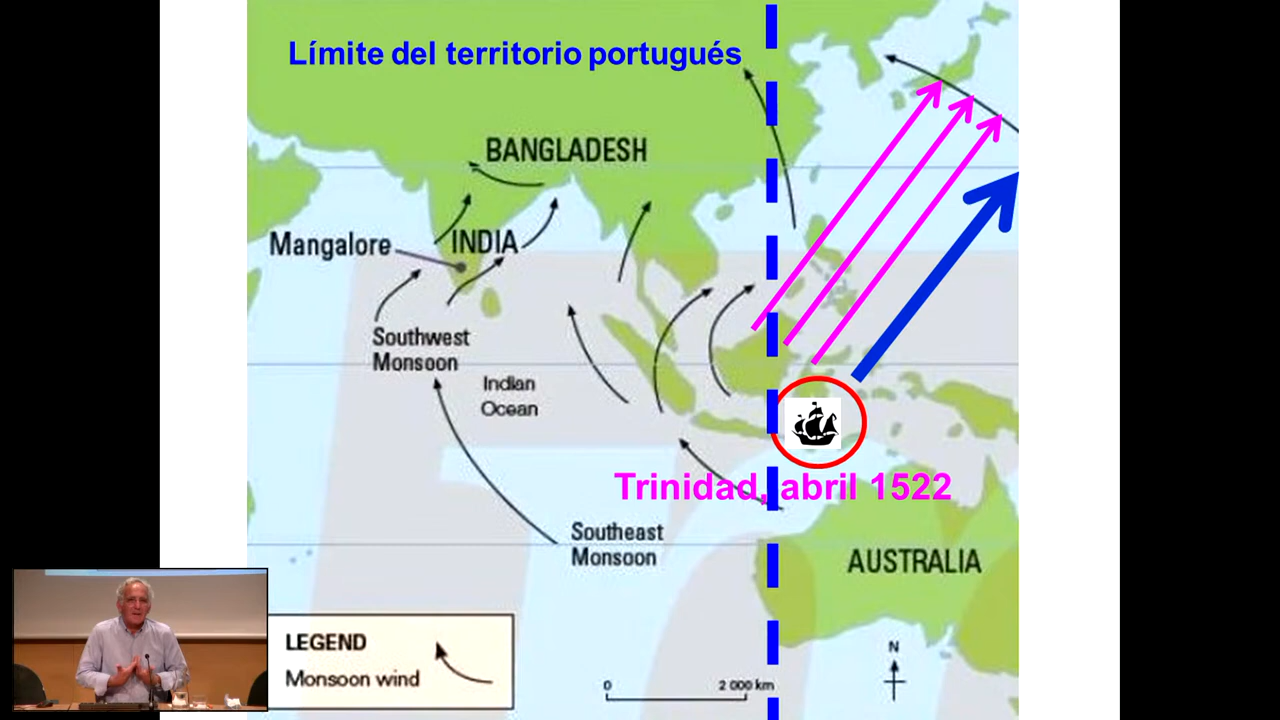 Límite del territorio portugués
BANGLADESH
Mangalore
INDIA
Southwest
Monsoon
Indian
Ocean
Trinidad, abril 1522
Southeast
Monsoon
AUSTRALIA
LEGEND
Monsoon wind
N
0
2 000 km